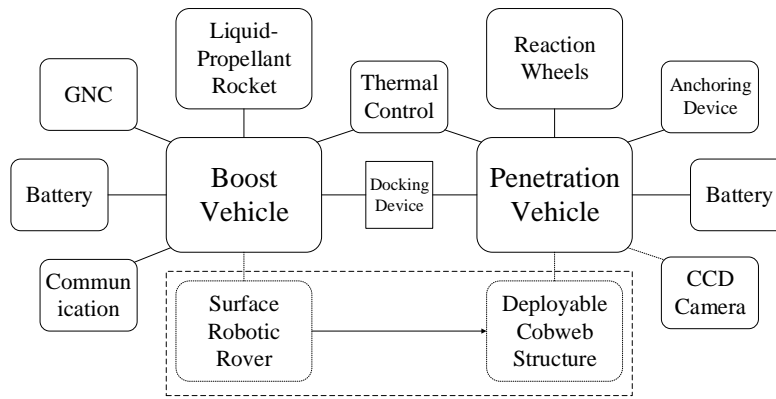 Liquid-
Propellant
Rocket
Reaction
Wheels
GNC
Thermal
Control
Anchoring
Device
Battery
Boost
Vehicle
Docking
Device
Penetration
Vehicle
Battery
Commun
ication
Surface
Robotic
Rover
Deployable
Cobweb
Structure
CCD
Camera